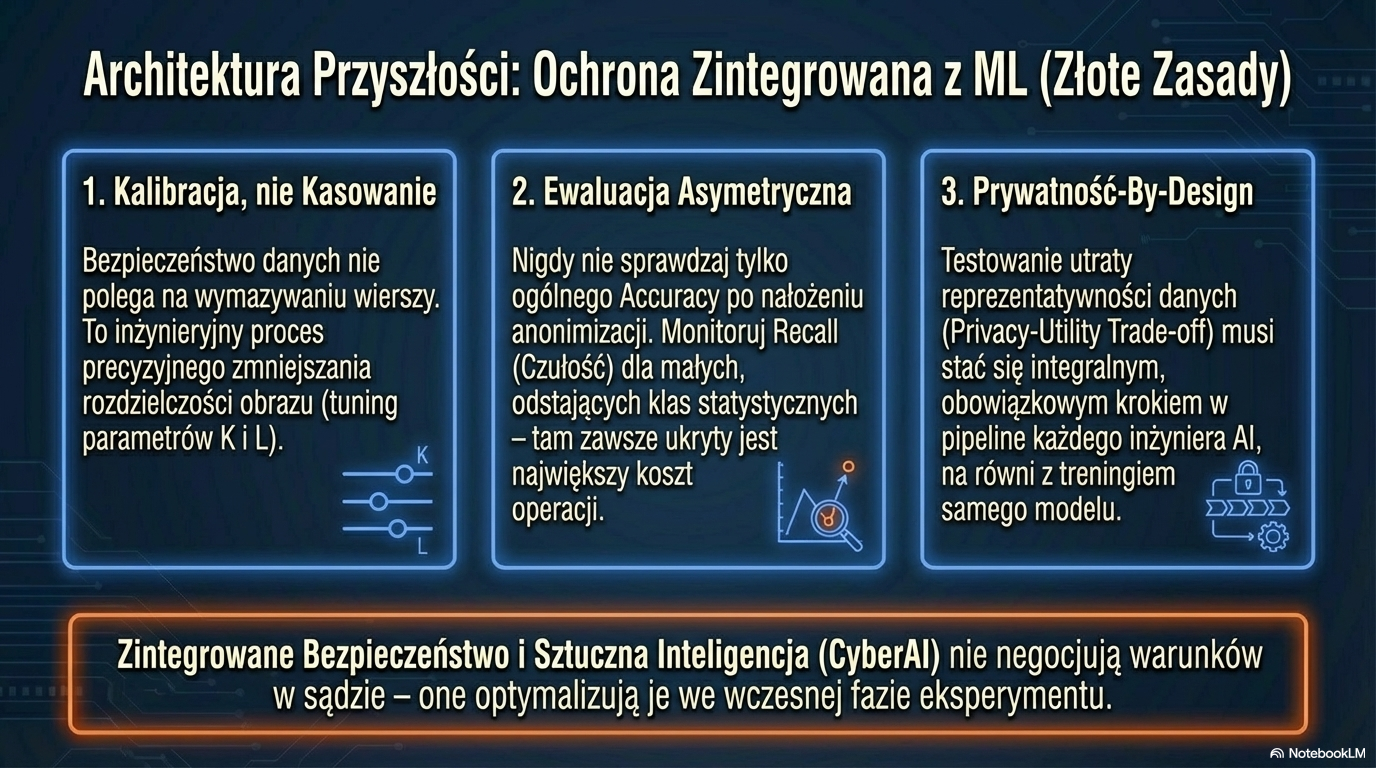 Architektura Przyszłości: Ochrona Zintegrowana z ML (Złote Zasady)
1. Kalibracja, nie Kasowanie
Bezpieczeństwo danych nie
polega na wymazywaniu wierszy.
To inżynieryjny proces
precyzyjnego zmniejszania
rozdzielczości obrazu (tuning
parametrów K i L).
K
L
2. Ewaluacja Asymetryczna
Nigdy nie sprawdzaj tylko
ogólnego Accuracy po nałożeniu
anonimizacji. Monitoruj Recall
(Czułość) dla małych,
odstających klas statystycznych
– tam zawsze ukryty jest
największy koszt
operacji.
3. Prywatność-By-Design
Testowanie utraty
reprezentatywności danych
(Privacy-Utility Trade-off) musi
stać się integralnym,
obowiązkowym krokiem w
pipeline każdego inżyniera AI,
na równi z treningiem
samego modelu.
Zintegrowane Bezpieczeństwo i Sztuczna Inteligencja (CyberAI) nie negocjują warunków
w sądzie – one optymalizują je we wczesnej fazie eksperymentu.
NotebookLM